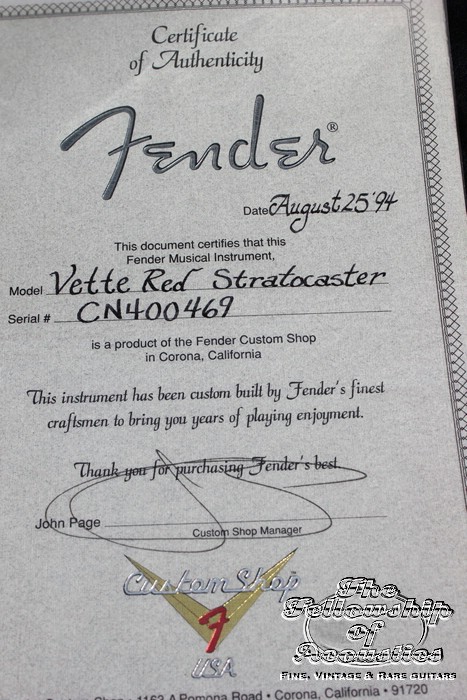 Certificate
of Authenticity
Fender®
Date August 25 '94
This document certifies that this
Fender Musical Instrument,
Model Vette Red Stratocaster
Serial # CN400469
is a product of the Fender Custom Shop
in Corona, California
This instrument has been custom built by Fender's finest
craftsmen to bring you years of playing enjoyment.
Thank you for purchasing Fender's best.
John Page
Custom Shop Manager
Custom Shop
F
USA
The
Fellowship
of
Acoustics
Fine, Vintage & Rare guitars
1163 A Pomona Road • Corona, California • 91720